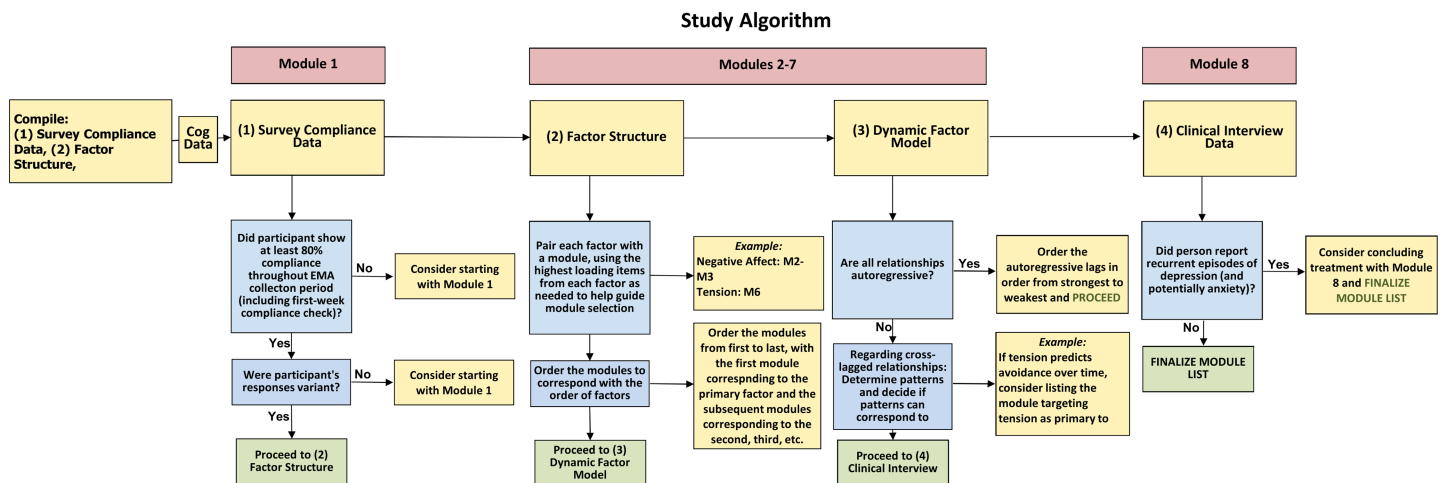 Study Algorithm
Module 1
Modules 2-7
Module 8
Compile:
(1) Survey Compliance
Data, (2) Factor
Structure,
Cog
Data
(1) Survey Compliance
Data
(2) Factor Structure
(3) Dynamic Factor
Model
(4) Clinical Interview
Data
Did participant show
at least 80%
compliance
throughout EMA
collecton period
(including first-week
compliance check)?
No
Consider starting
with Module 1
Yes
Were participant's
responses variant?
No
Consider starting
with Module 1
Yes
Proceed to (2)
Factor Structure
Pair each factor with
a module, using the
highest loading items
from each factor as
needed to help guide
module selection
Example:
Negative Affect: M2-
M3
Tension: M6
Order the modules to
correspond with the
order of factors
Order the modules
from first to last, with
the first module
correspnding to the
primary factor and the
subsequent modules
corresponding to the
second, third, etc.
Proceed to (3)
Dynamic Factor
Model
Are all relationships
autoregressive?
Yes
Order the
autoregressive lags in
order from strongest to
weakest and PROCEED
No
Regarding cross-
lagged relationships:
Determine patterns
and decide if
patterns can
correspond to
Example:
If tension predicts
avoidance over time,
consider listing the
module targeting
tension as primary to
Proceed to (4)
Clinical Interview
Did person report
recurrent episodes of
depression (and
potentially anxiety)?
Yes
Consider concluding
treatment with Module
8 and FINALIZE
MODULE LIST
No
FINALIZE MODULE
LIST